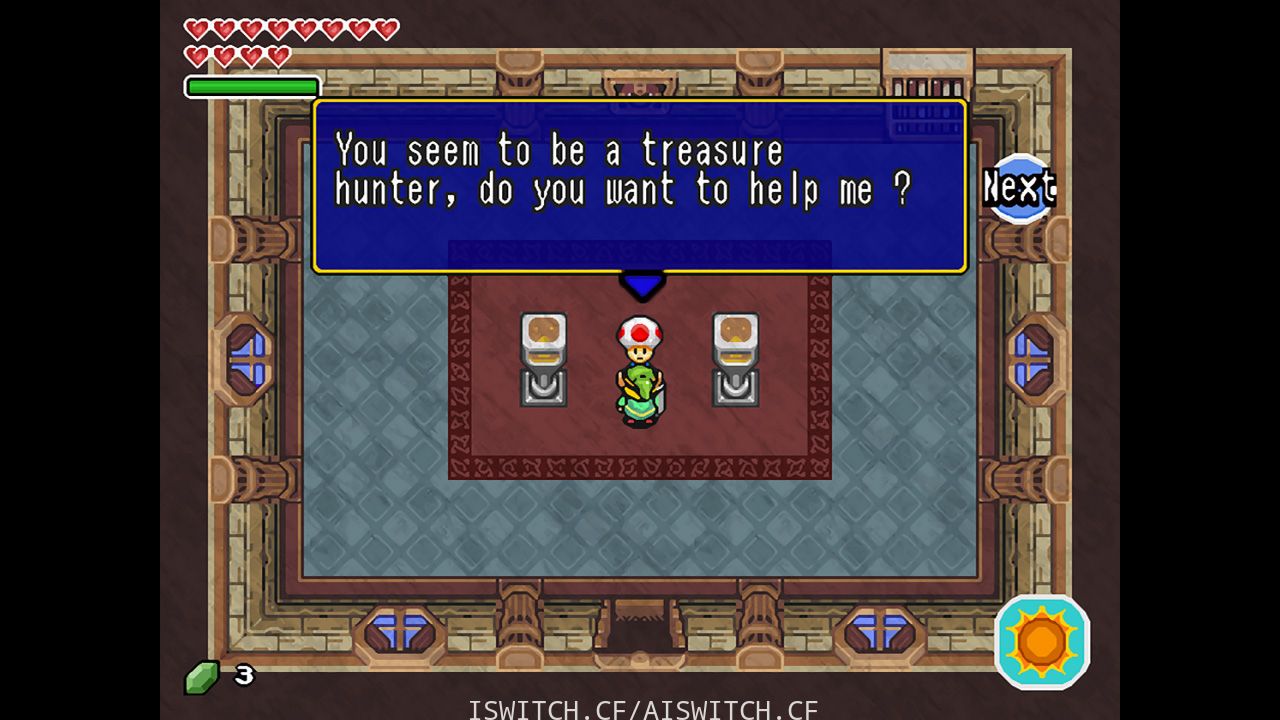 You seem to be a treasure
hunter, do you want to help me ?
Next
3
ISWITCH.CF/AISWITCH.CF